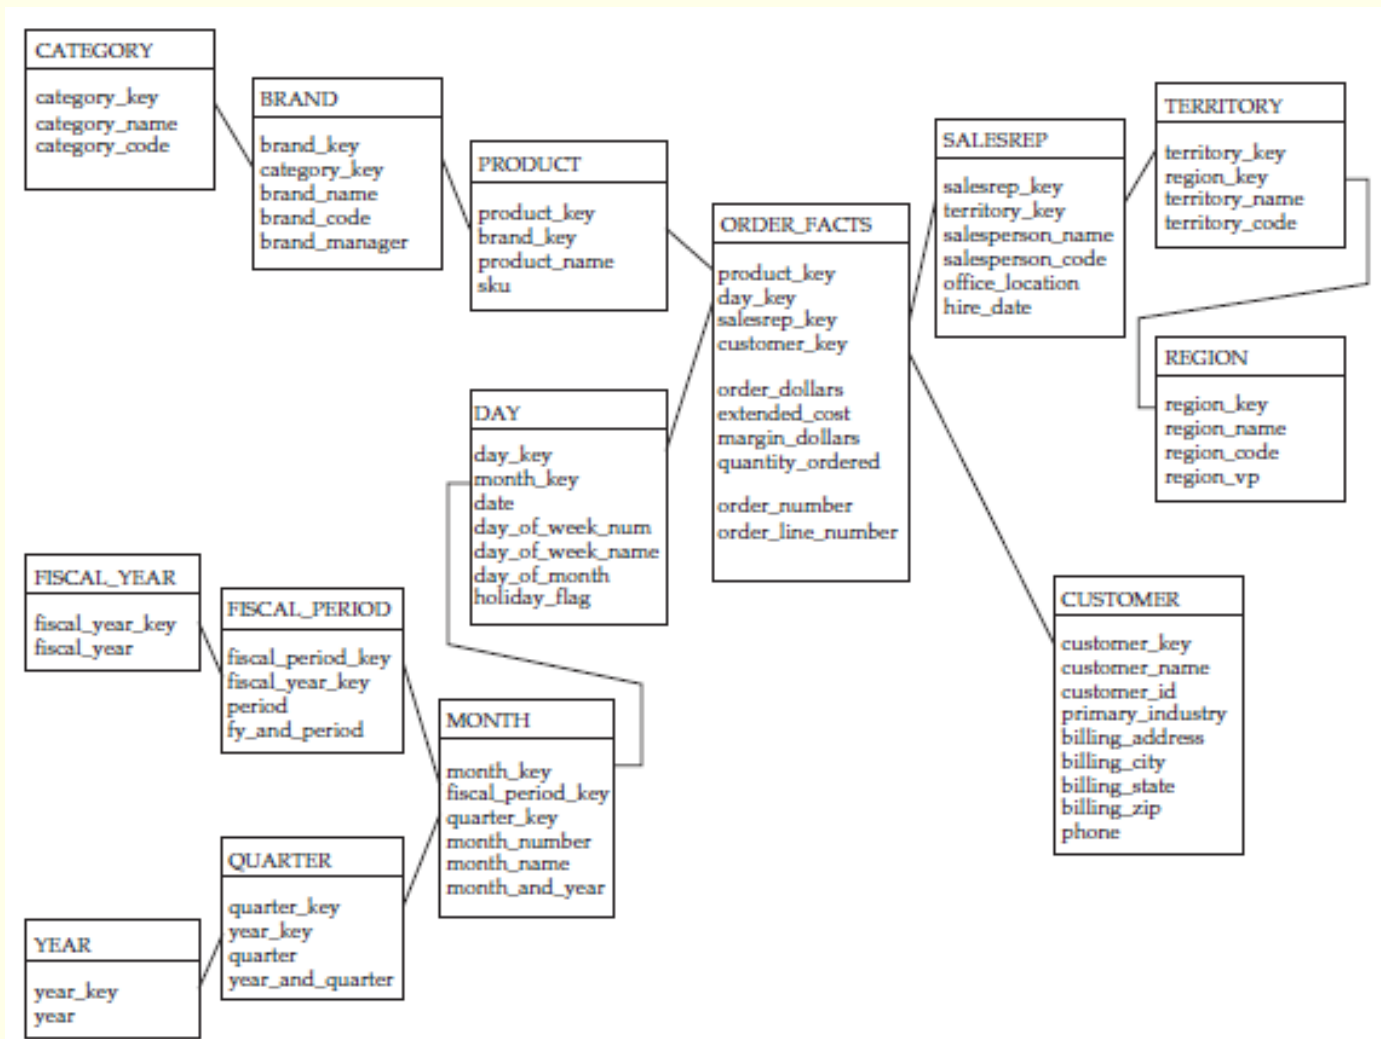 CATEGORY
category_key
category_name
category_code
BRAND
brand_key
category_key
brand_name
brand_code
brand_manager
PRODUCT
product_key
brand_key
product_name
sku
ORDER_FACTS
product_key
day_key
salesrep_key
customer_key
order_dollars
extended_cost
margin_dollars
quantity_ordered
order_number
order_line_number
SALESREP
salesrep_key
territory_key
salesperson_name
salesperson_code
office_location
hire_date
TERRITORY
territory_key
region_key
territory_name
territory_code
REGION
region_key
region_name
region_code
region_vp
DAY
day_key
month_key
date
day_of_week_num
day_of_week_name
day_of_month
holiday_flag
FISCAL_YEAR
fiscal_year_key
fiscal_year
FISCAL_PERIOD
fiscal_period_key
fiscal_year_key
period
fy_and_period
MONTH
month_key
fiscal_period_key
quarter_key
month_number
month_name
month_and_year
CUSTOMER
customer_key
customer_name
customer_id
primary_industry
billing_address
billing_city
billing_state
billing_zip
phone
QUARTER
quarter_key
year_key
quarter
year_and_quarter
YEAR
year_key
year